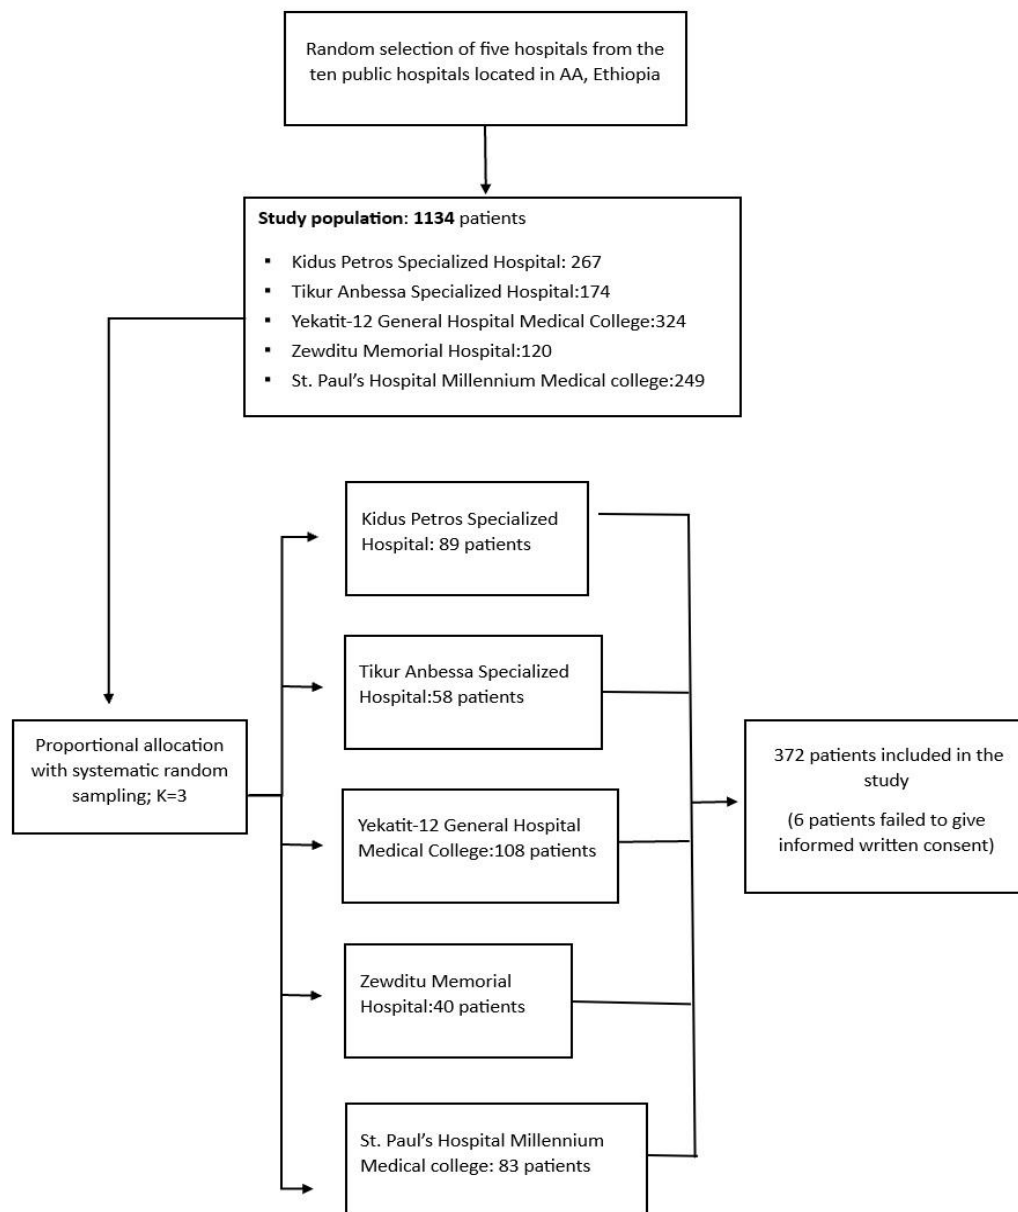 Random selection of five hospitals from the
ten public hospitals located in AA, Ethiopia
Study population: 1134 patients
▪ Kidus Petros Specialized Hospital: 267
▪ Tikur Anbessa Specialized Hospital:174
▪ Yekatit-12 General Hospital Medical College:324
▪ Zewditu Memorial Hospital:120
▪ St. Paul's Hospital Millennium Medical college:249
Proportional allocation
with systematic random
sampling; K=3
Kidus Petros Specialized
Hospital: 89 patients
Tikur Anbessa Specialized
Hospital:58 patients
Yekatit-12 General Hospital
Medical College:108 patients
Zewditu Memorial
Hospital:40 patients
St. Paul's Hospital Millennium
Medical college: 83 patients
372 patients included in the
study
(6 patients failed to give
informed written consent)